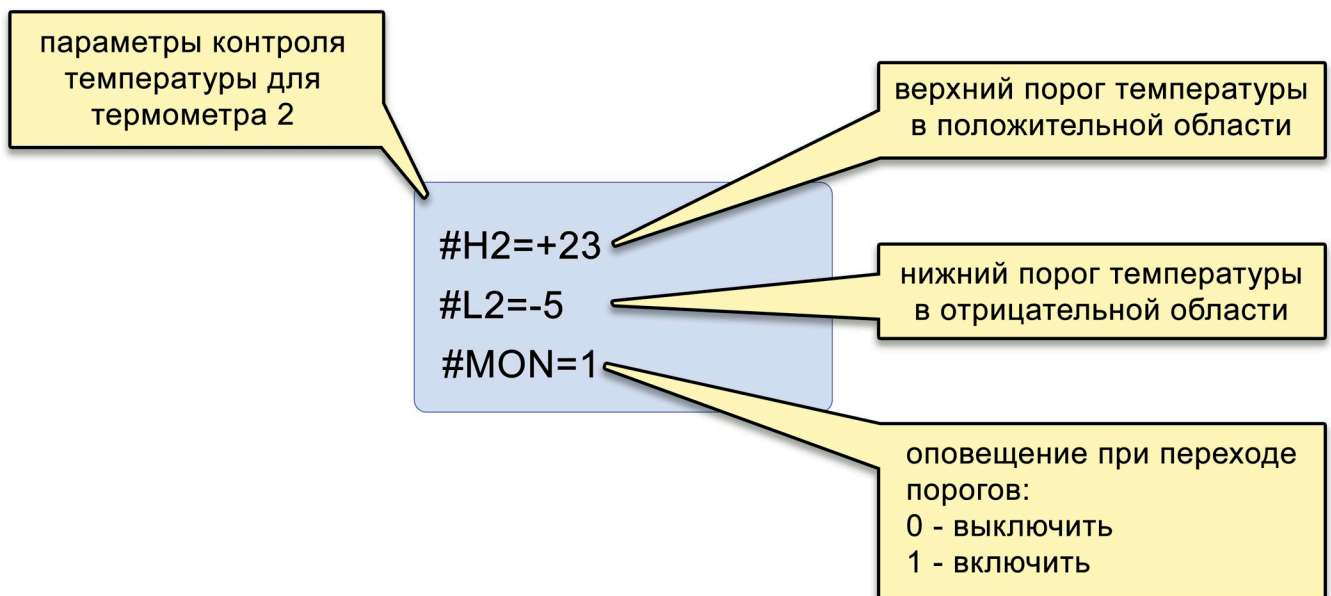 параметры контроля
температуры для
термометра 2
верхний порог температуры
в положительной области
#H2=+23
#L2=-5
#MON=1
нижний порог температуры
в отрицательной области
оповещение при переходе
порогов:
0 - выключить
1 - включить